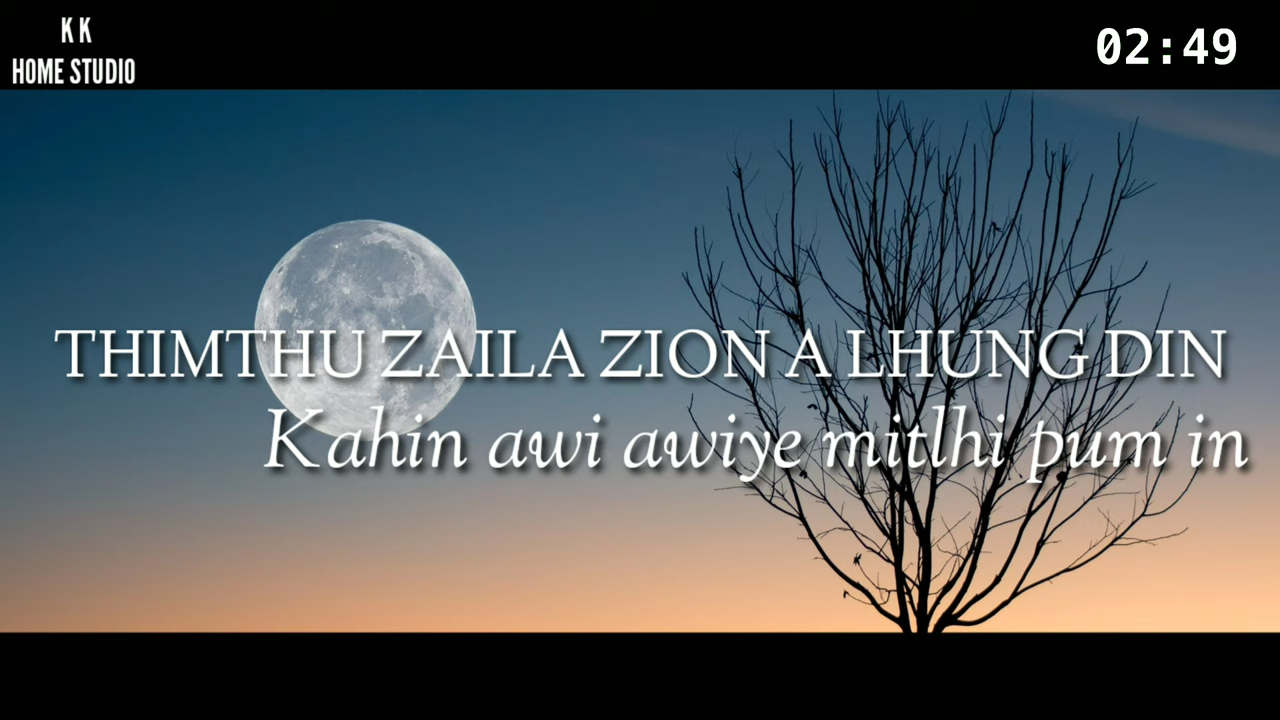 K K
HOME STUDIO
02:49
THIMTHU ZAILA ZION A LHUNG DIN
Kahin awi awiye mitlhi pum in